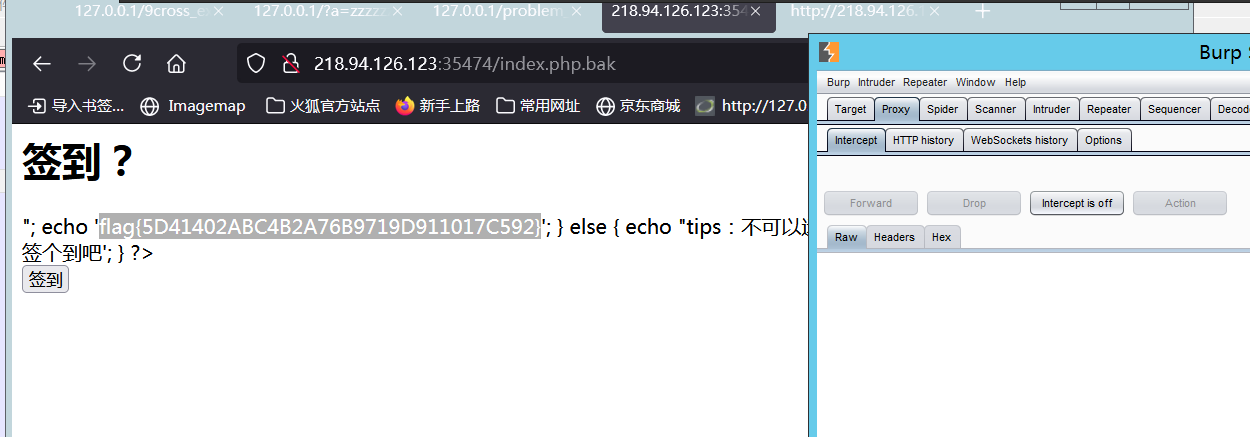 127.0.0.1/9cross_e
127.0.0.1/?a=zzzzz
127.0.0.1/problem
218.94.126.123:354
http://218.94.126.1
Burp
218.94.126.123:35474/index.php.bak
Burp Intruder Repeater Window Help
导入书签... Imagemap 火狐官方站点 新手上路 常用网址 京东商城 http://127.0
Target Proxy Spider Scanner Intruder Repeater Sequencer Decod
Intercept HTTP history WebSockets history Options
签到？
Forward Drop Intercept is off Action
"; echo 'flag{5D41402ABC4B2A76B9719D911017C592}'; } else { echo "tips：不可以
签个到吧'; } ?>
Raw Headers Hex
签到